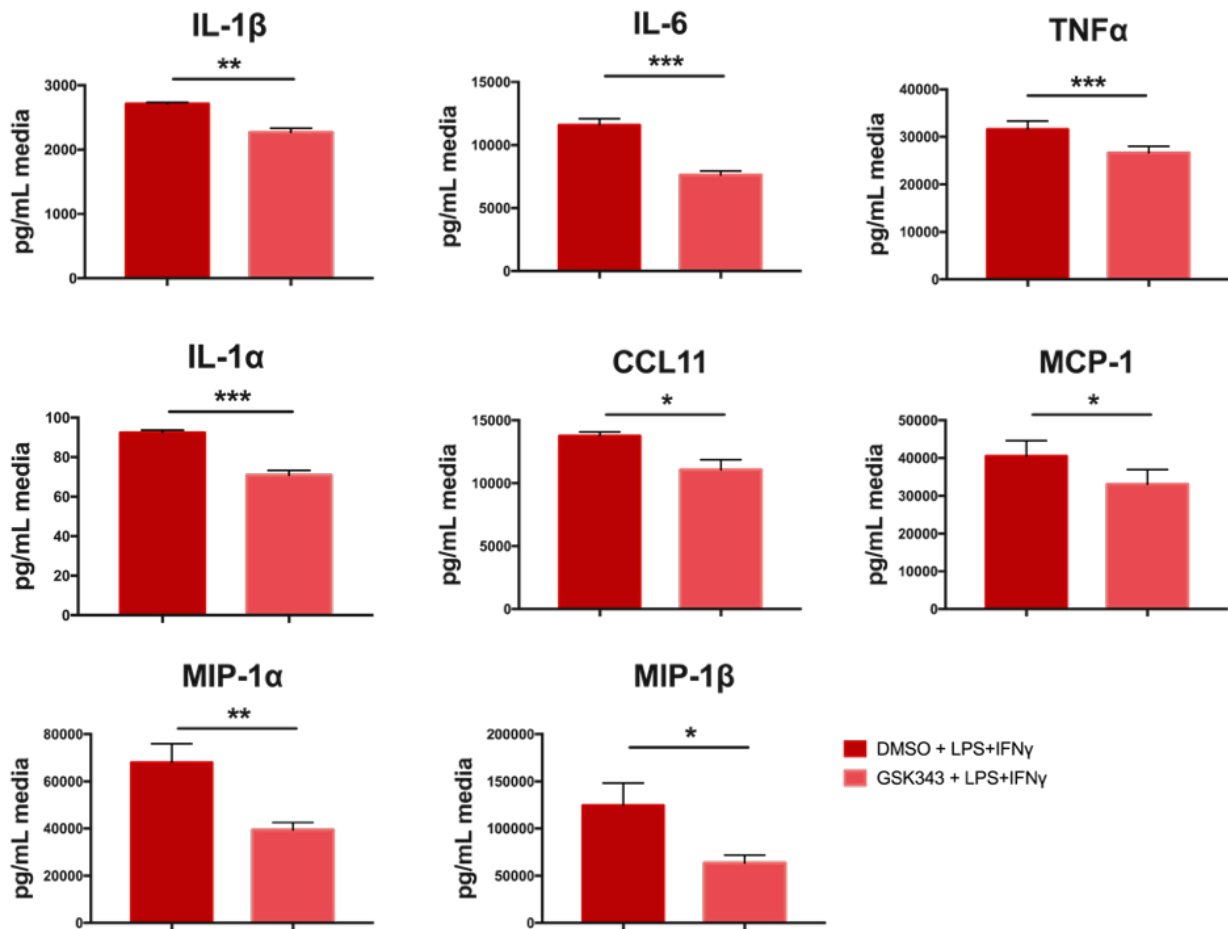 IL-1β
**
pg/mL media
3000
2000
1000
0
IL-6
***
pg/mL media
15000
10000
5000
0
TNFα
***
pg/mL media
40000
30000
20000
10000
0
IL-1α
***
pg/mL media
100
80
60
40
20
0
CCL11
*
pg/mL media
15000
10000
5000
0
MCP-1
*
pg/mL media
50000
40000
30000
20000
10000
0
MIP-1α
**
pg/mL media
80000
60000
40000
20000
0
MIP-1β
*
pg/mL media
200000
150000
100000
50000
0
DMSO + LPS+IFNγ
GSK343 + LPS+IFNγ